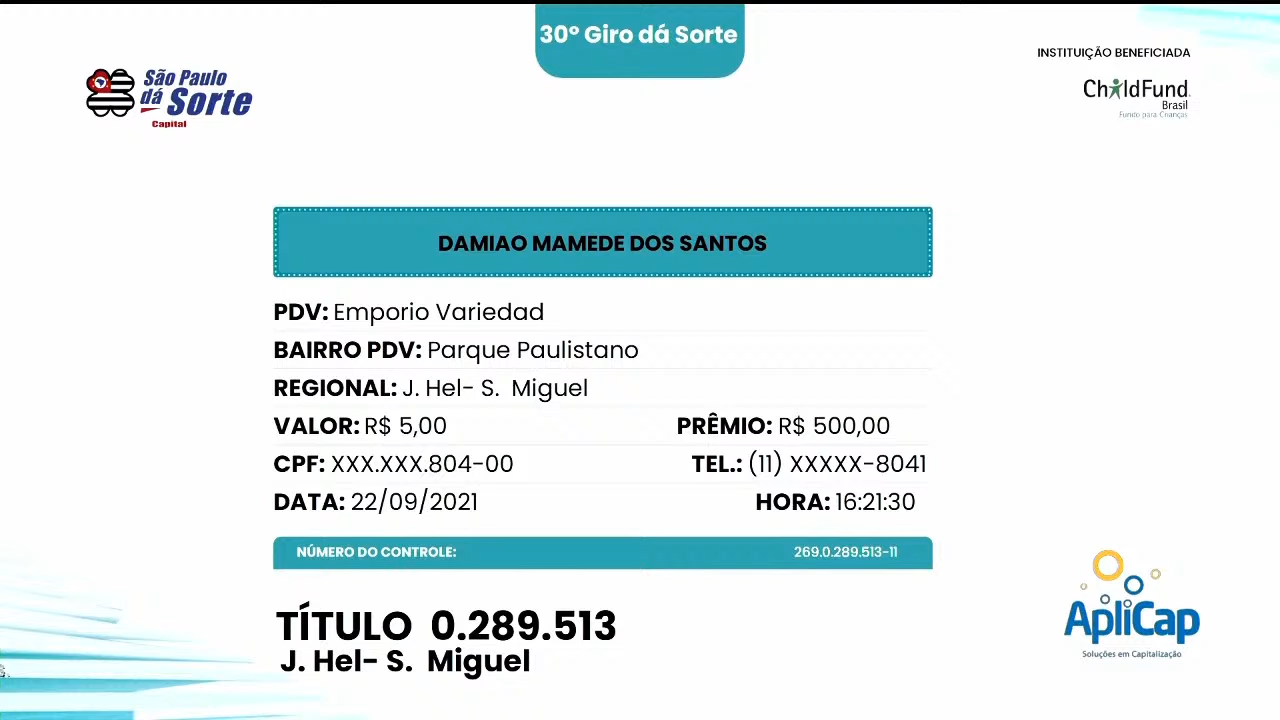 30º Giro dá Sorte
INSTITUIÇÃO BENEFICIADA
São Paulo
dá Sorte
Capital
ChildFund
Brasil
Fundo para Crianças
DAMIAO MAMEDE DOS SANTOS
PDV: Emporio Variedad
BAIRRO PDV: Parque Paulistano
REGIONAL: J. Hel- S. Miguel
VALOR: R$ 5,00 PRÊMIO: R$ 500,00
CPF: XXX.XXX.804-00 TEL.: (11) XXXXX-8041
DATA: 22/09/2021 HORA: 16:21:30
NÚMERO DO CONTROLE: 269.0.289.513-11
TÍTULO 0.289.513
J. Hel- S. Miguel
ApliCap
Soluções em Capitalização